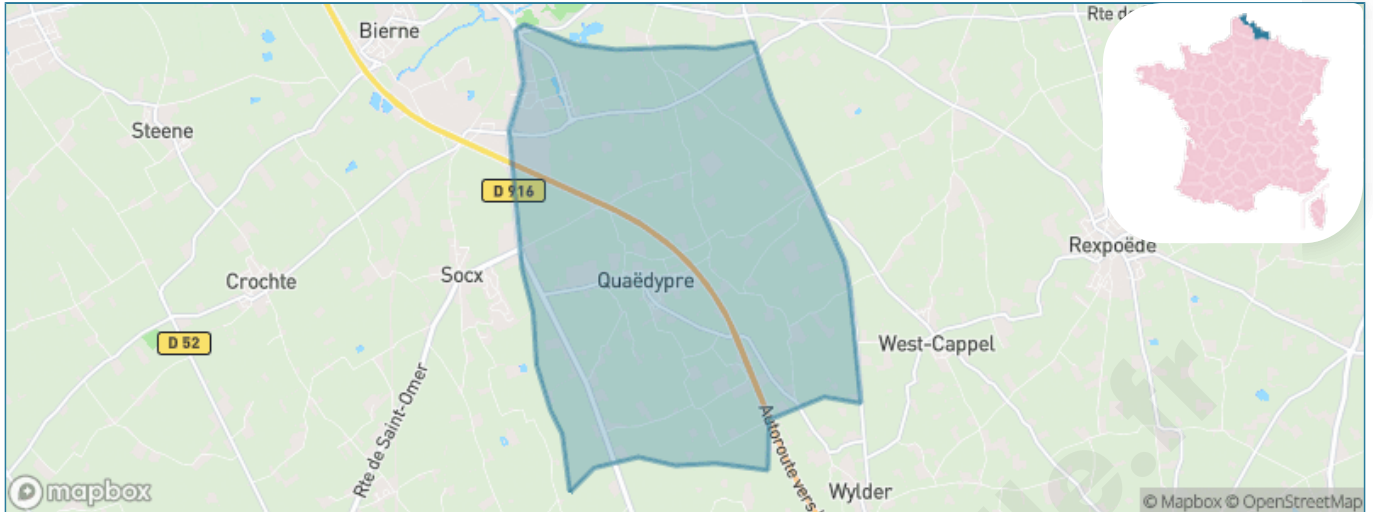 Bierne
Rte d
Steene
D 916
Rexpoëde
Crochte
Socx
Quaëdypre
D 52
West-Cappel
Rte de Saint-Omer
Autoroute vers
Wylder
mapbox
© Mapbox © OpenStreetMap